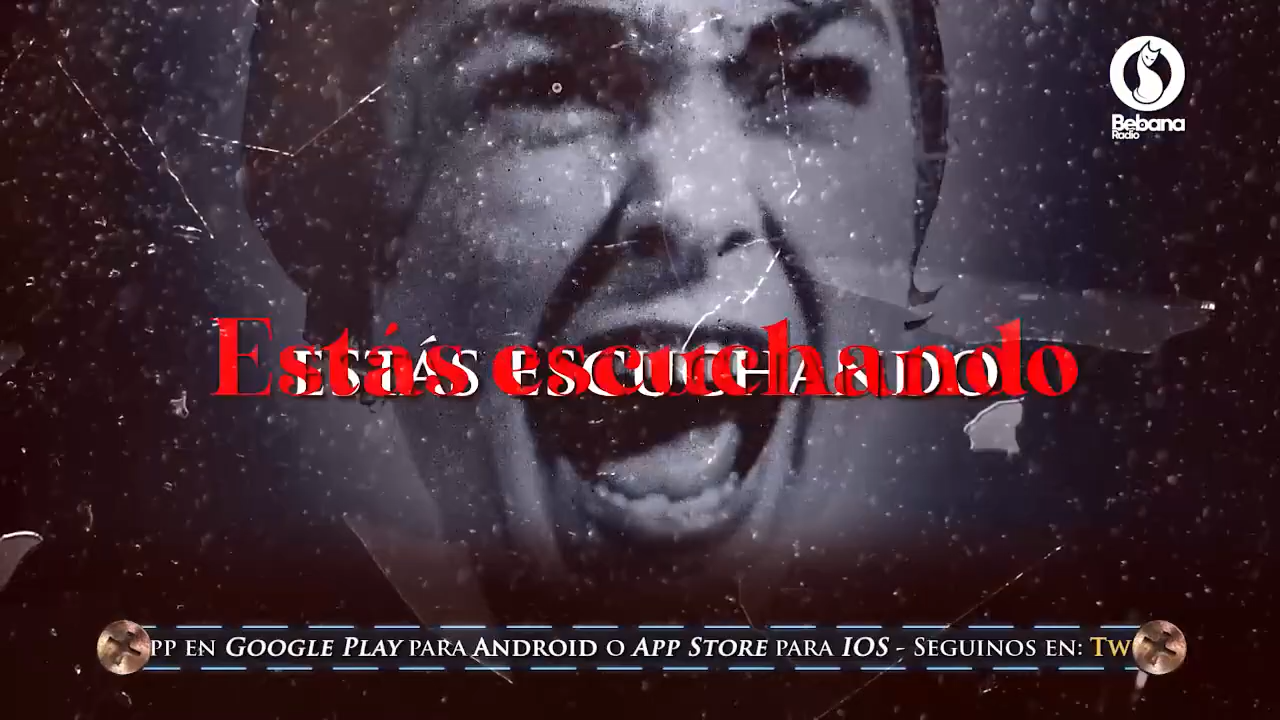 Bebana
Radio
Estás escuchando
ESTÁS ESCUCHANDO
PP EN GOOGLE PLAY PARA ANDROID O APP STORE PARA IOS - SEGUINOS EN: TW